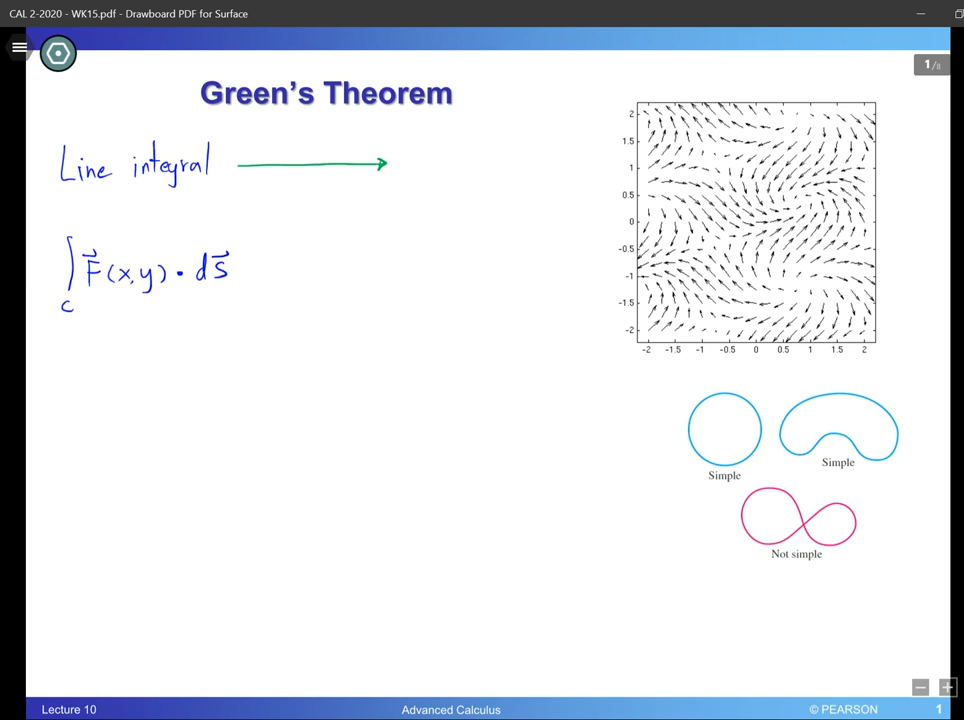 CAL 2-2020 - WK15.pdf - Drawboard PDF for Surface
1/8
Green's Theorem
Line integral
∫ F⃗(x,y) • ds⃗
C
2
1.5
1
0.5
0
-0.5
-1
-1.5
-2
-2 -1.5 -1 -0.5 0 0.5 1 1.5 2
Simple
Simple
Not simple
Lecture 10 Advanced Calculus © PEARSON 1